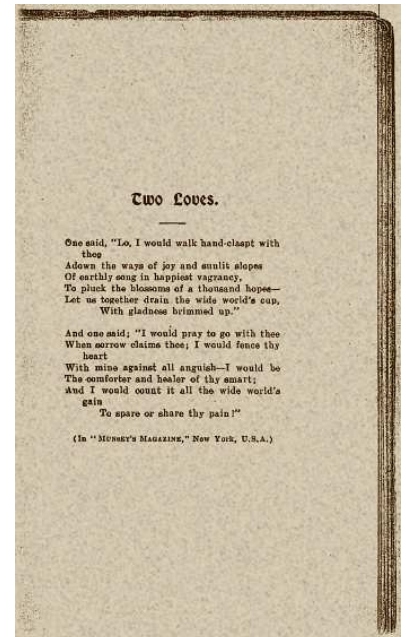 Two Loves.
One said, "Lo, I would walk hand-claspt with
thee
Adown the ways of joy and sunlit slopes
Of earthly song in happiest vagrancy,
To pluck the blossoms of a thousand hopes—
Let us together drain the wide world's cup,
With gladness brimmed up."
And one said; "I would pray to go with thee
When sorrow claims thee; I would fence thy
heart
With mine against all anguish—I would be
The comforter and healer of thy smart;
And I would count it all the wide world's
gain
To spare or share thy pain!"
(In "Munsey's Magazine," New York, U.S.A.)